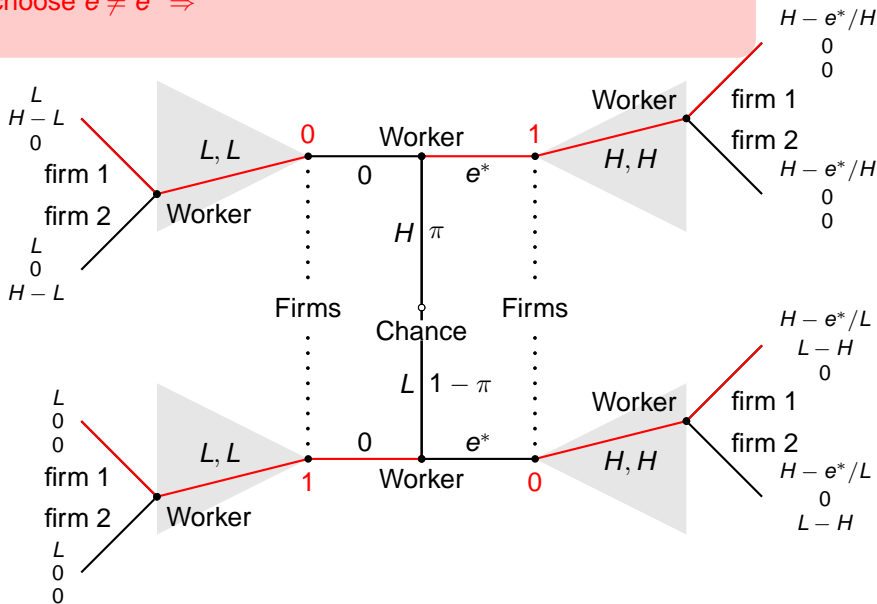 choose e ≠ e* ⇒
H − e*/H
0
0
L
H − L
0
L, L
0
Worker
1
Worker
H, H
firm 1
firm 2
firm 1
firm 2
Worker
0
e*
H − e*/H
0
0
L
0
H − L
H
π
Firms
Chance
Firms
H − e*/L
L − H
0
L
1 − π
L
0
0
L, L
0
e*
Worker
H, H
firm 1
firm 2
firm 1
firm 2
Worker
1
Worker
0
H − e*/L
0
L − H
L
0
0